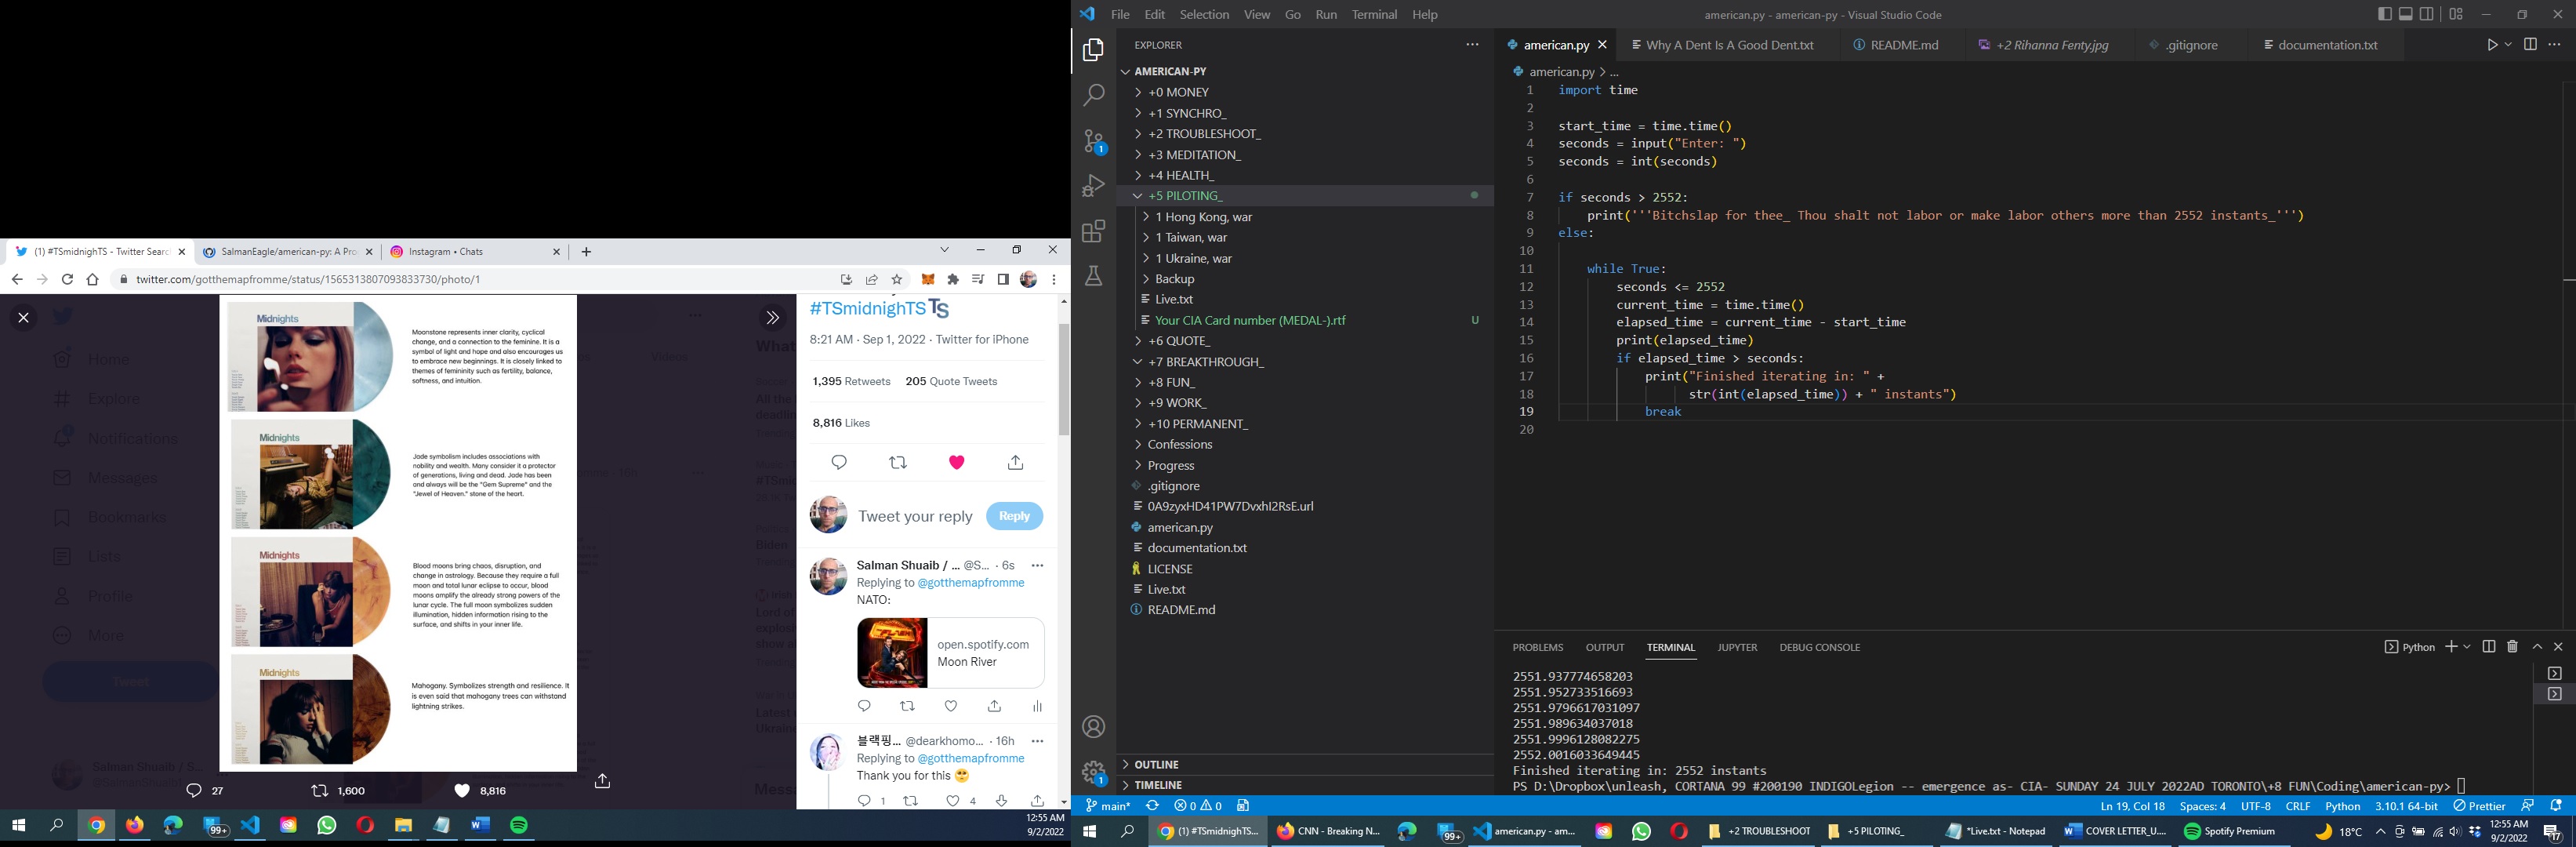 (1) #TSmidnighTS - Twitter Searc
SalmanEagle/american-py: A Pro
Instagram • Chats
twitter.com/gotthemapfromme/status/1565313807093833730/photo/1
Home
Explore
Notifications
Messages
Bookmarks
Lists
Profile
More
Tweet
Salman Shuaib / S...
Midnights
Moonstone represents inner clarity, cyclical
change, and a connection to the feminine. It is a
symbol of light and hope and also encourages us
to embrace new beginnings. It is closely linked to
themes of femininity such as fertility, balance,
softness, and intuition.
Midnights
Jade symbolism includes associations with
nobility and wealth. Many consider it a protector
of generations, living and dead. Jade has been
and always will be the "Gem Supreme" and the
"Jewel of Heaven." stone of the heart.
Midnights
Blood moons bring chaos, disruption, and
change in astrology. Because they require a full
moon and total lunar eclipse to occur, blood
moons amplify the already strong powers of the
lunar cycle. The full moon symbolizes sudden
illumination, hidden information rising to the
surface, and shifts in your inner life.
Midnights
Mahogany. Symbolizes strength and resilience. It
is even said that mahogany trees can withstand
lightning strikes.
27
1,600
8,816
#TSmidnighTS TS
8:21 AM · Sep 1, 2022 · Twitter for iPhone
1,395 Retweets 205 Quote Tweets
8,816 Likes
Tweet your reply
Reply
Salman Shuaib / ... @S... · 6s
Replying to @gotthemapfromme
NATO:
open.spotify.com
Moon River
블랙핑... @dearkhomo... · 16h
Replying to @gotthemapfromme
Thank you for this
1
4
99+
12:55 AM
9/2/2022
File Edit Selection View Go Run Terminal Help
american.py - american-py - Visual Studio Code
EXPLORER
AMERICAN-PY
+0 MONEY
+1 SYNCHRO_
+2 TROUBLESHOOT_
+3 MEDITATION_
+4 HEALTH_
+5 PILOTING_
1 Hong Kong, war
1 Taiwan, war
1 Ukraine, war
Backup
Live.txt
Your CIA Card number (MEDAL-).rtf U
+6 QUOTE_
+7 BREAKTHROUGH_
+8 FUN_
+9 WORK_
+10 PERMANENT_
Confessions
Progress
.gitignore
0A9zyxHD41PW7DvxhI2RsE.url
american.py
documentation.txt
LICENSE
Live.txt
README.md
OUTLINE
TIMELINE
american.py
Why A Dent Is A Good Dent.txt
README.md
+2 Rihanna Fenty.jpg
.gitignore
documentation.txt
american.py > ...
1 import time
2
3 start_time = time.time()
4 seconds = input("Enter: ")
5 seconds = int(seconds)
6
7 if seconds > 2552:
8 print('''Bitchslap for thee_ Thou shalt not labor or make labor others more than 2552 instants_''')
9 else:
10
11 while True:
12 seconds <= 2552
13 current_time = time.time()
14 elapsed_time = current_time - start_time
15 print(elapsed_time)
16 if elapsed_time > seconds:
17 print("Finished iterating in: " +
18 str(int(elapsed_time)) + " instants")
19 break
20
PROBLEMS OUTPUT TERMINAL JUPYTER DEBUG CONSOLE
Python
2551.937774658203
2551.952733516693
2551.9796617031097
2551.989634037018
2551.9996128082275
2552.0016033649445
Finished iterating in: 2552 instants
PS D:\Dropbox\unleash, CORTANA 99 #200190 INDIGOLegion -- emergence as- CIA- SUNDAY 24 JULY 2022AD TORONTO\+8 FUN\Coding\american-py>
main* 0 0
Ln 19, Col 18 Spaces: 4 UTF-8 CRLF Python 3.10.1 64-bit Prettier
(1) #TSmidnighTS...
CNN - Breaking N...
99+
american.py - am...
+2 TROUBLESHOOT
+5 PILOTING_
*Live.txt - Notepad
COVER LETTER_U...
Spotify Premium
18°C
12:55 AM
9/2/2022
17